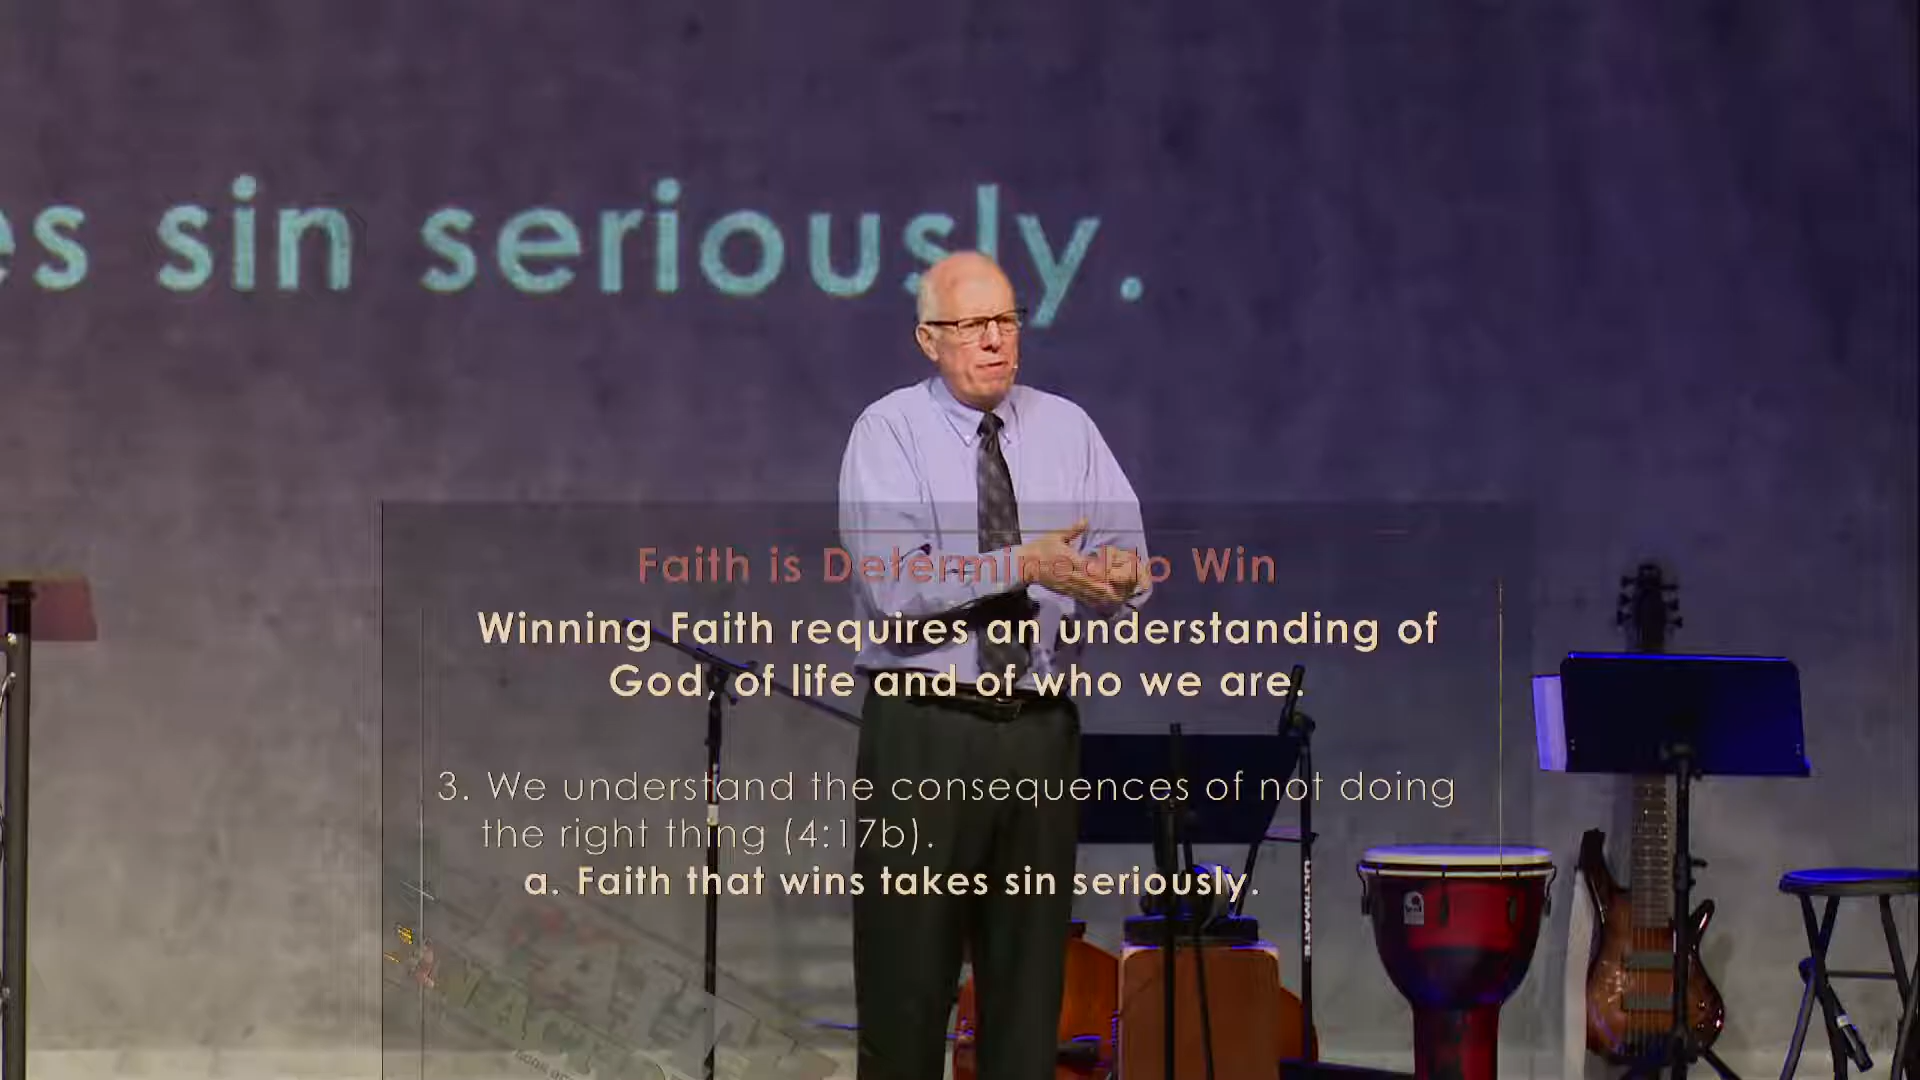 es sin seriously.
Faith is Determined to Win
Winning Faith requires an understanding of
God, of life and of who we are.
3. We understand the consequences of not doing
the right thing (4:17b).
a. Faith that wins takes sin seriously.
ULTIMATE